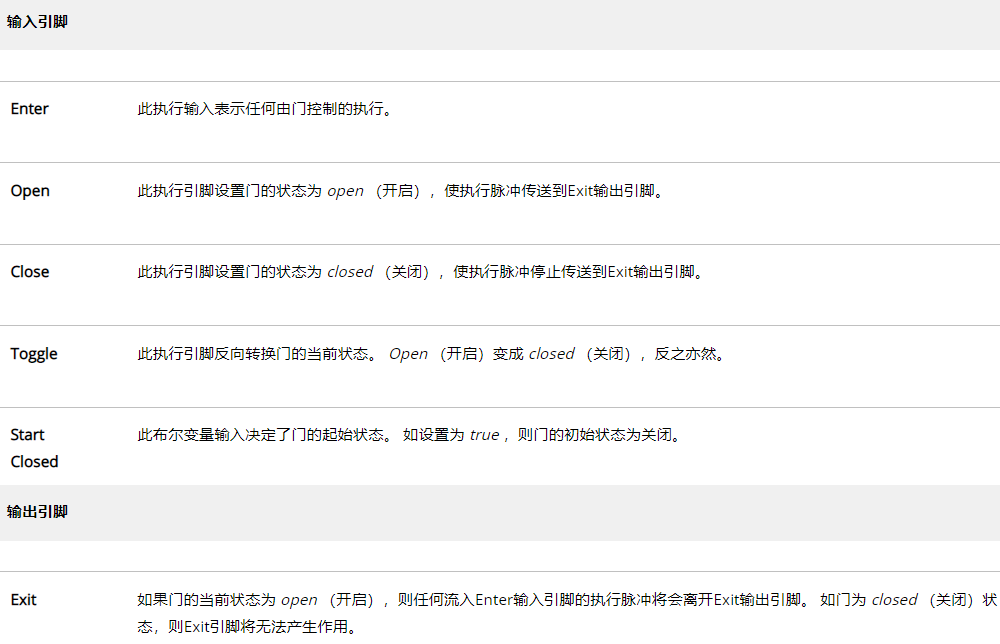 输入引脚
Enter 此执行输入表示任何由门控制的执行。
Open 此执行引脚设置门的状态为 open （开启），使执行脉冲传送到Exit输出引脚。
Close 此执行引脚设置门的状态为 closed （关闭），使执行脉冲停止传送到Exit输出引脚。
Toggle 此执行引脚反向转换门的当前状态。 Open （开启）变成 closed （关闭），反之亦然。
Start 此布尔变量输入决定了门的起始状态。 如设置为 true ，则门的初始状态为关闭。
Closed
输出引脚
Exit 如果门的当前状态为 open （开启），则任何流入Enter输入引脚的执行脉冲将会离开Exit输出引脚。 如门为 closed （关闭）状
态，则Exit引脚将无法产生作用。